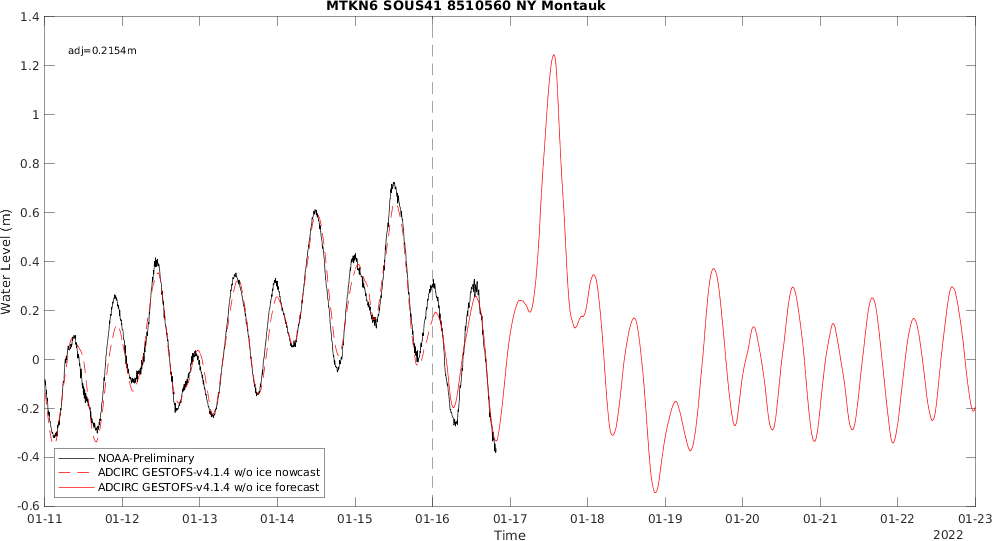 MTKN6 SOUS41 8510560 NY Montauk
adj=0.2154m
1.4
1.2
1
0.8
0.6
0.4
0.2
0
-0.2
-0.4
-0.6
Water Level (m)
NOAA-Preliminary
ADCIRC GESTOFS-v4.1.4 w/o ice nowcast
ADCIRC GESTOFS-v4.1.4 w/o ice forecast
01-11 01-12 01-13 01-14 01-15 01-16 01-17 01-18 01-19 01-20 01-21 01-22 01-23
Time
2022